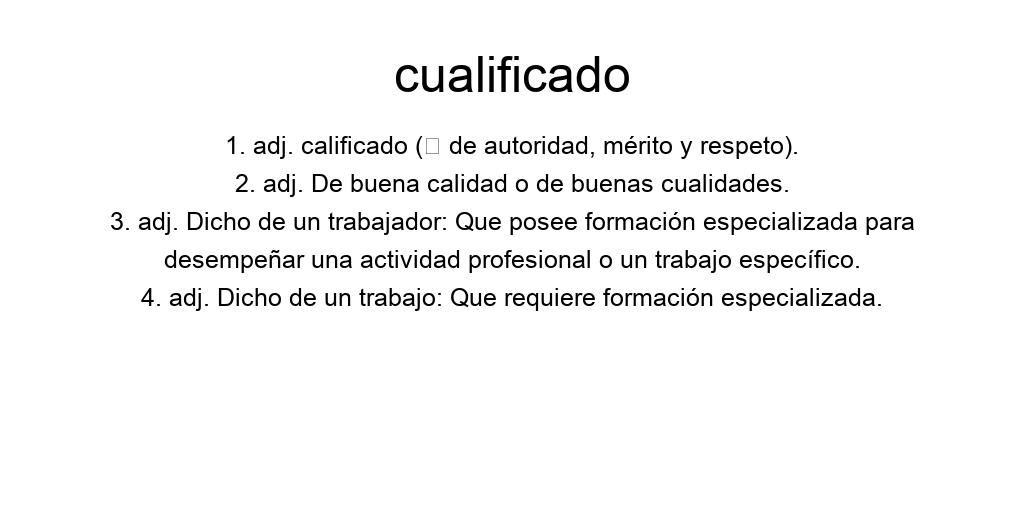 cualificado
1. adj. calificado (▯ de autoridad, mérito y respeto).
2. adj. De buena calidad o de buenas cualidades.
3. adj. Dicho de un trabajador: Que posee formación especializada para
desempeñar una actividad profesional o un trabajo específico.
4. adj. Dicho de un trabajo: Que requiere formación especializada.